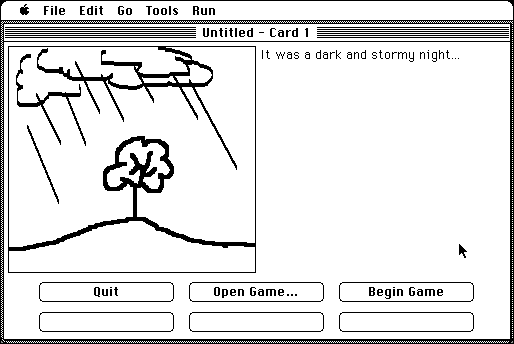 File Edit Go Tools Run
Untitled - Card 1
It was a dark and stormy night...
Quit Open Game... Begin Game